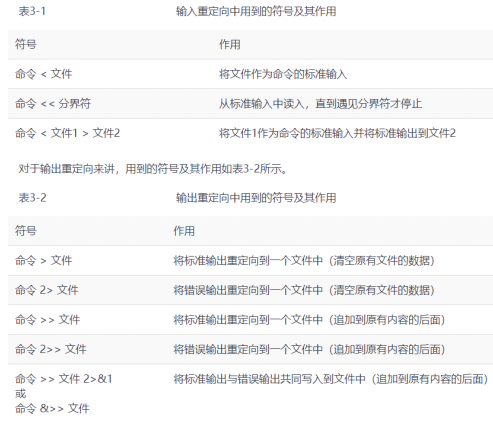 表3-1 输入重定向中用到的符号及其作用
符号 作用
命令 < 文件 将文件作为命令的标准输入
命令 << 分界符 从标准输入中读入，直到遇见分界符才停止
命令 < 文件1 > 文件2 将文件1作为命令的标准输入并将标准输出到文件2
对于输出重定向来讲，用到的符号及其作用如表3-2所示。
表3-2 输出重定向中用到的符号及其作用
符号 作用
命令 > 文件 将标准输出重定向到一个文件中（清空原有文件的数据）
命令 2> 文件 将错误输出重定向到一个文件中（清空原有文件的数据）
命令 >> 文件 将标准输出重定向到一个文件中（追加到原有内容的后面）
命令 2>> 文件 将错误输出重定向到一个文件中（追加到原有内容的后面）
命令 >> 文件 2>&1 将标准输出与错误输出共同写入到文件中（追加到原有内容的后面）
或
命令 &>> 文件